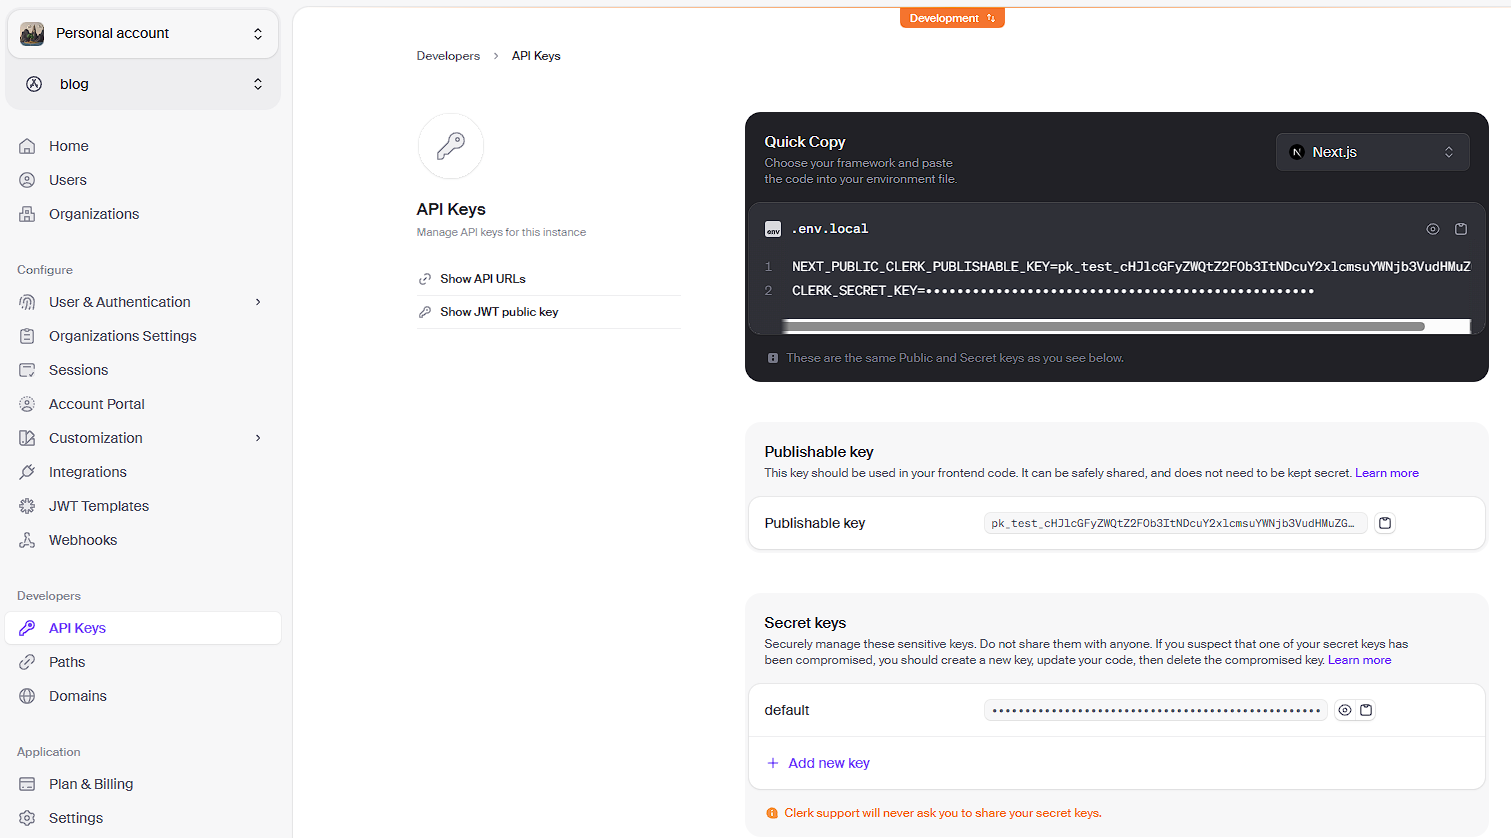 Personal account
blog
Home
Users
Organizations
Configure
User & Authentication
Organizations Settings
Sessions
Account Portal
Customization
Integrations
JWT Templates
Webhooks
Developers
API Keys
Paths
Domains
Application
Plan & Billing
Settings
Development
Developers > API Keys
API Keys
Manage API keys for this instance
Show API URLs
Show JWT public key
Quick Copy
Choose your framework and paste
the code into your environment file.
N Next.js
env .env.local
1 NEXT_PUBLIC_CLERK_PUBLISHABLE_KEY=pk_test_cHJlcGFyZWQtZ2FOb3ItNDcuY2xlcmsuYWNjb3VudHMuZ
2 CLERK_SECRET_KEY=••••••••••••••••••••••••••••••••••••••••••••••••••
These are the same Public and Secret keys as you see below.
Publishable key
This key should be used in your frontend code. It can be safely shared, and does not need to be kept secret. Learn more
Publishable key
pk_test_cHJlcGFyZWQtZ2FOb3ItNDcuY2xlcmsuYWNjb3VudHMuZG…
Secret keys
Securely manage these sensitive keys. Do not share them with anyone. If you suspect that one of your secret keys has
been compromised, you should create a new key, update your code, then delete the compromised key. Learn more
default
••••••••••••••••••••••••••••••••••••••••••••••••••
+ Add new key
Clerk support will never ask you to share your secret keys.